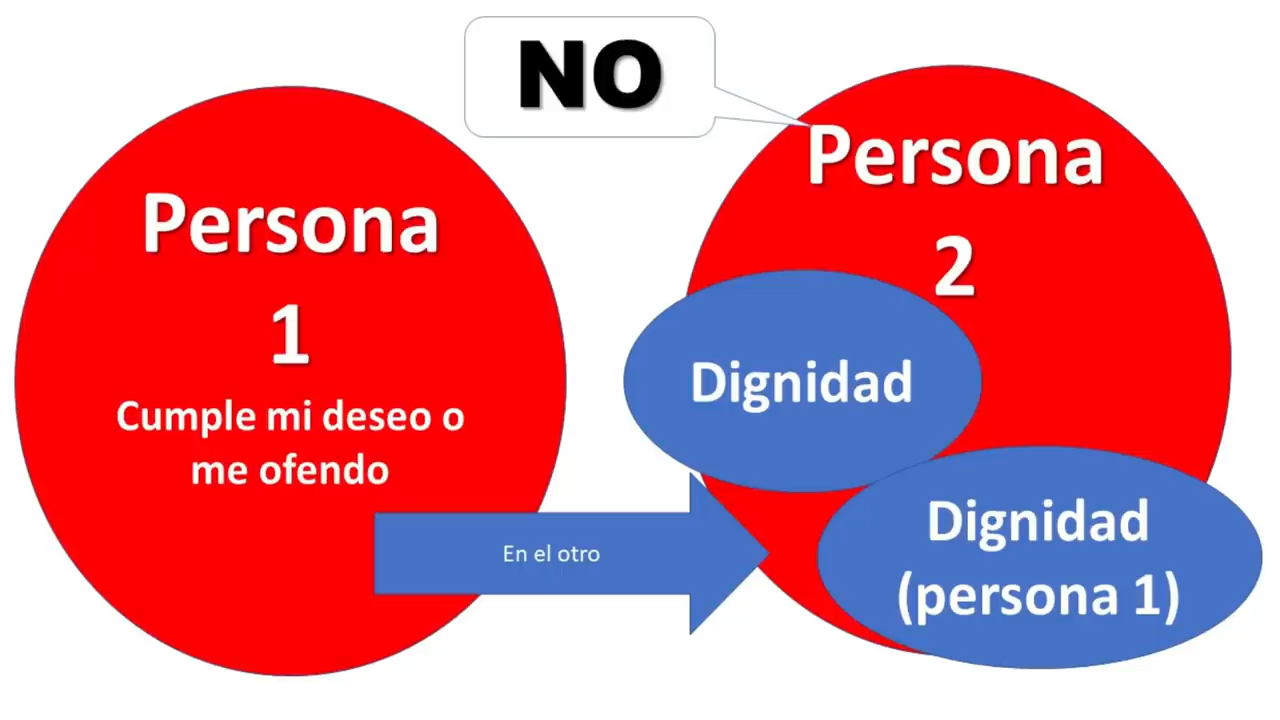 NO
Persona
1
Cumple mi deseo o
me ofendo
En el otro
Persona
2
Dignidad
Dignidad
(persona 1)